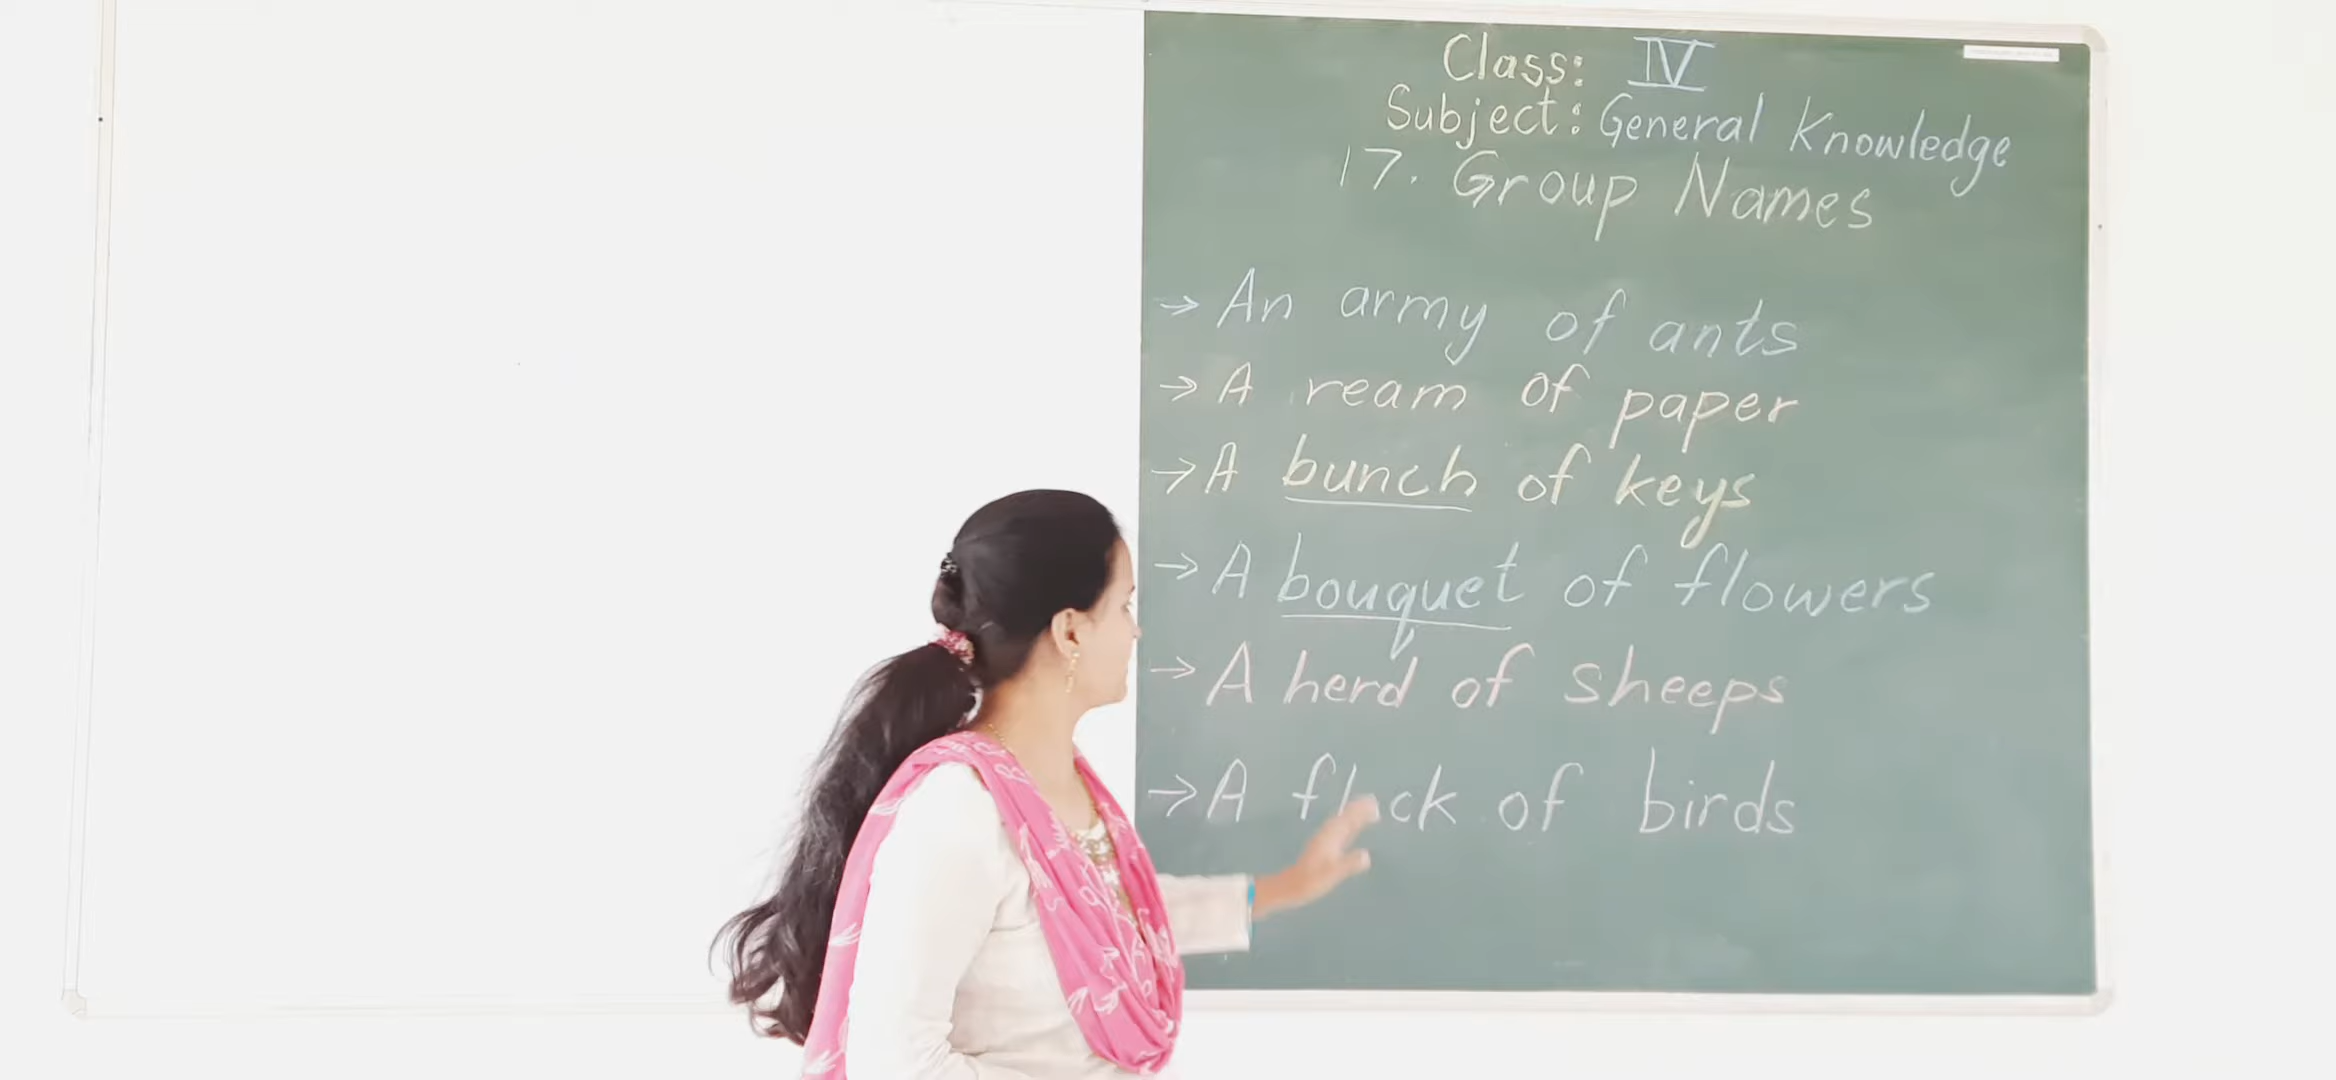 Class: IV
Subject: General Knowledge
17. Group Names
→ An army of ants
→ A ream of paper
→ A bunch of keys
→ A bouquet of flowers
→ A herd of sheeps
→ A flock of birds